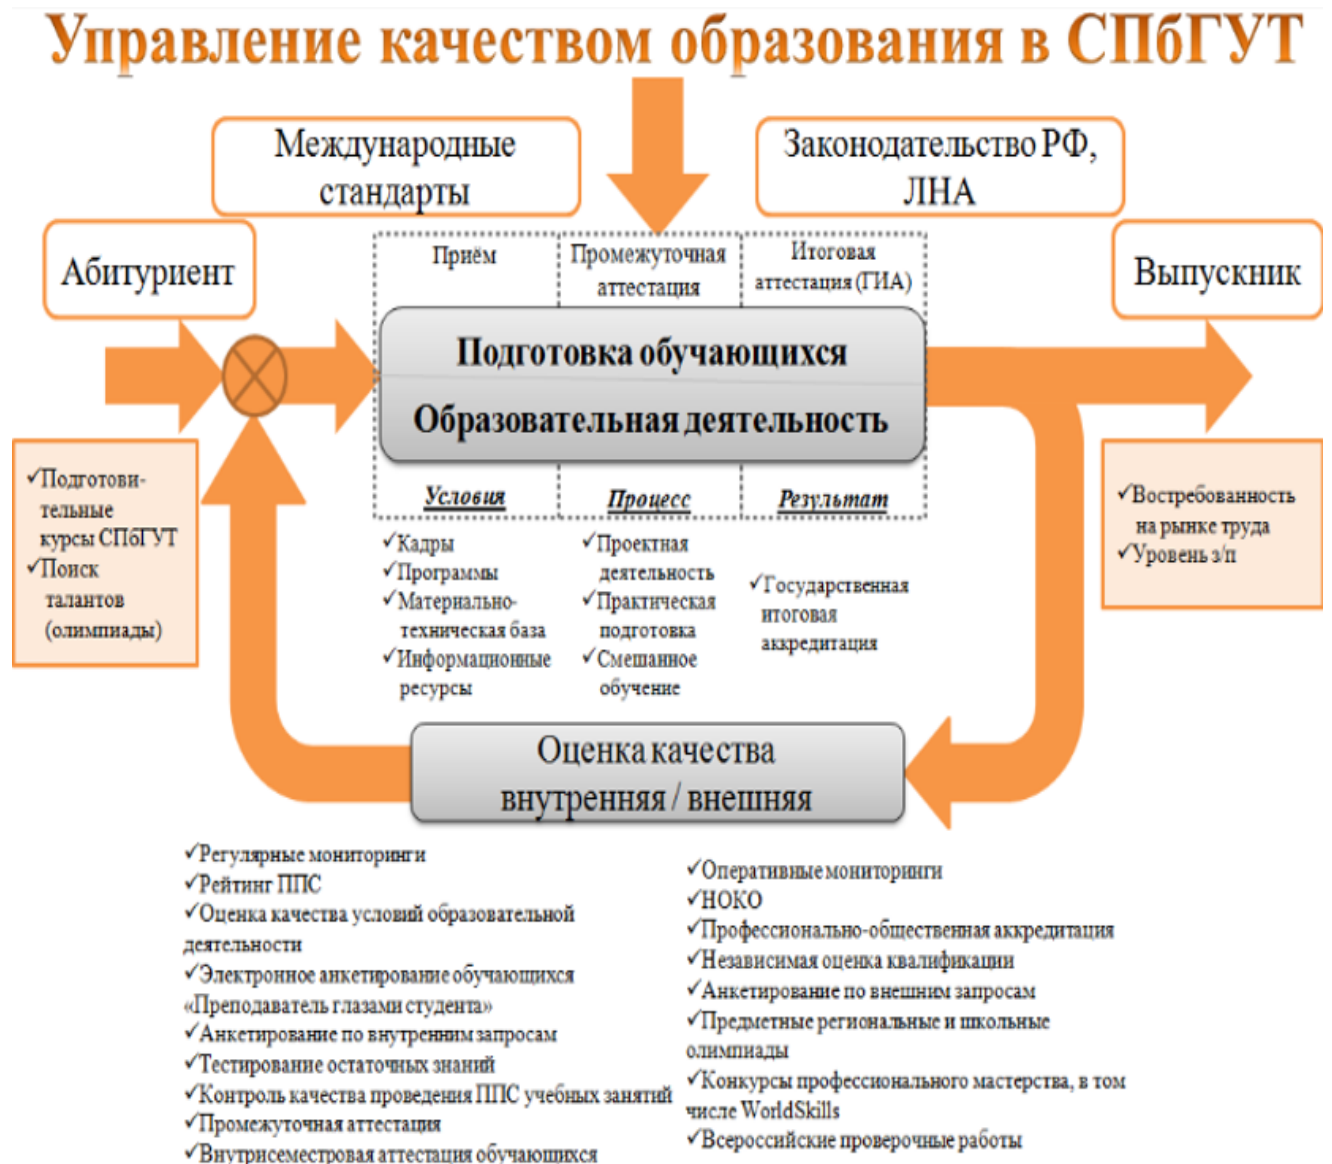 Управление качеством образования в СПбГУТ
Международные
стандарты
Законодательство РФ,
ЛНА
Абитуриент
Приём
Промежуточная
аттестация
Итоговая
аттестация (ГИА)
Выпускник
Подготовка обучающихся
Образовательная деятельность
✓Подготови-
тельные
курсы СПбГУТ
✓Поиск
талантов
(олимпиады)
Условия
✓Кадры
✓Программы
✓Материально-
техническая база
✓Информационные
ресурсы
Процесс
✓Проектная
деятельность
✓Практическая
подготовка
✓Смешанное
обучение
Результат
✓Государственная
итоговая
аккредитация
✓Востребованность
на рынке труда
✓Уровень з/п
Оценка качества
внутренняя / внешняя
✓Регулярные мониторинги
✓Рейтинг ППС
✓Оценка качества условий образовательной
деятельности
✓Электронное анкетирование обучающихся
«Преподаватель глазами студента»
✓Анкетирование по внутренним запросам
✓Тестирование остаточных знаний
✓Контроль качества проведения ППС учебных занятий
✓Промежуточная аттестация
✓Внутрисеместровая аттестация обучающихся
✓Оперативные мониторинги
✓НОКО
✓Профессионально-общественная аккредитация
✓Независимая оценка квалификации
✓Анкетирование по внешним запросам
✓Предметные региональные и школьные
олимпиады
✓Конкурсы профессионального мастерства, в том
числе WorldSkills
✓Всероссийские проверочные работы